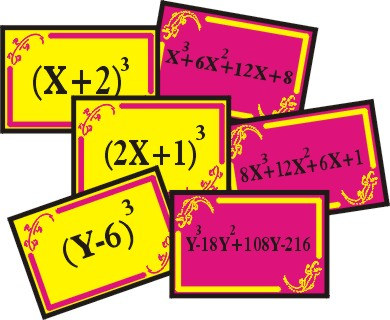 (X+2)³
X³+6X²+12X+8
(2X+1)³
8X³+12X²+6X+1
(Y-6)³
Y³-18Y²+108Y-216